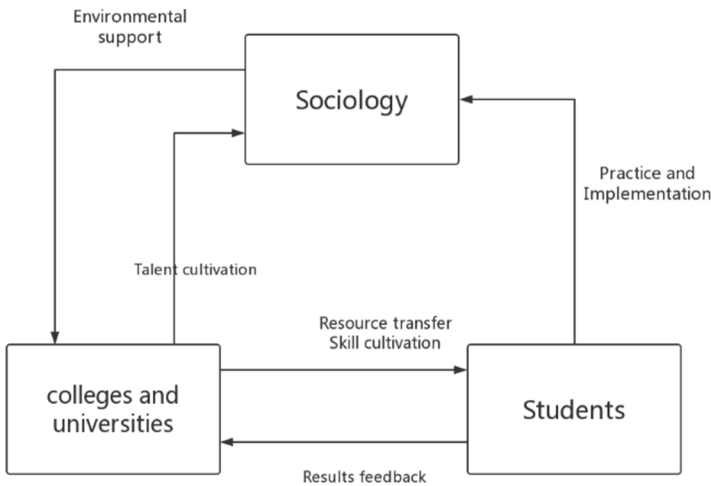 Environmental
support
Sociology
Practice and
Implementation
Talent cultivation
Resource transfer
Skill cultivation
colleges and
universities
Students
Results feedback